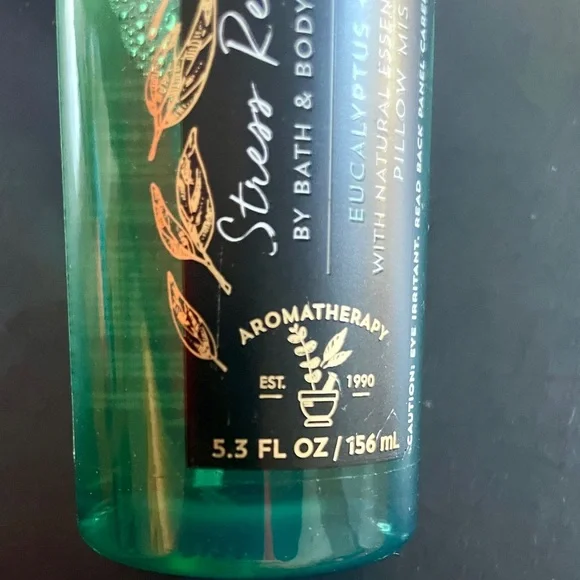 Stress Re
BY BATH & BODY
EUCALYPTUS
WITH NATURAL ESSEN
PILLOW MIS
CAUTION: EYE IRRITANT. READ BACK PANEL CAREF
AROMATHERAPY
EST. 1990
5.3 FL OZ / 156 mL